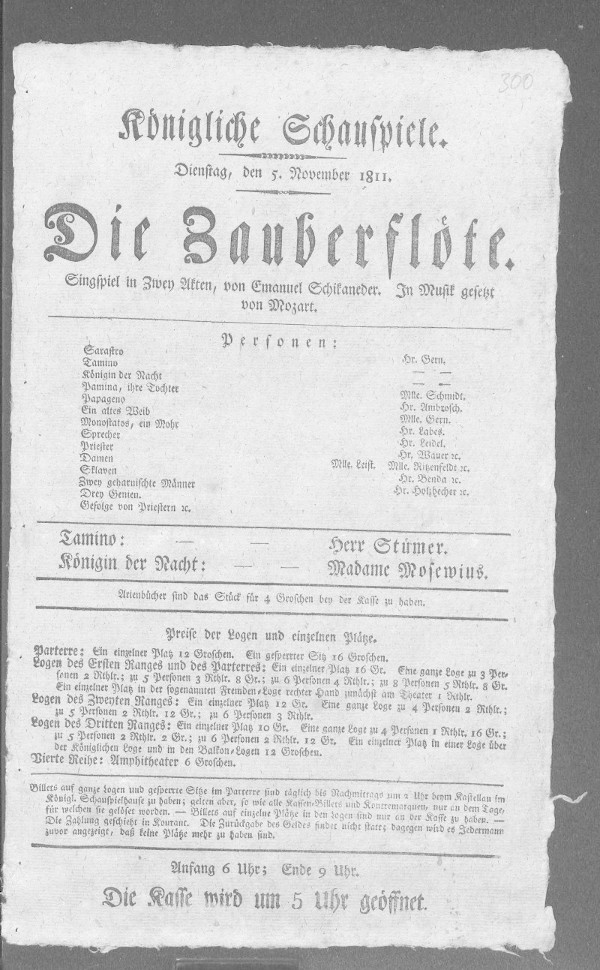 300
Königliche Schauspiele.
Dienstag, den 5. November 1811.
Die Zauberflöte.
Singspiel in Zwey Akten, von Emanuel Schikaneder. In Musik gesetzt
von Mozart.
Personen:
Sarastro Hr. Gern.
Tamino — —
Königin der Nacht — —
Pamina, ihre Tochter Mlle. Schmidt.
Papageno Hr. Ambrosch.
Ein altes Weib Mlle. Gern.
Monostatos, ein Mohr Hr. Labes.
Sprecher Hr. Leidel.
Priester Hr. Wauer ꝛc.
Damen Mlle. Leist. Mlle. Ritzenfeldt ꝛc.
Sklaven Hr. Benda ꝛc.
Zwey geharnischte Männer Hr. Holzbecher ꝛc.
Drey Genien.
Gefolge von Priestern ꝛc.
Tamino: — — Herr Stümer.
Königin der Nacht: — — Madame Mosewius.
Arienbücher sind das Stück für 4 Groschen bey der Kasse zu haben.
Preise der Logen und einzelnen Plätze.
Parterre: Ein einzelner Platz 12 Groschen. Ein gesperrter Sitz 16 Groschen.
Logen des Ersten Ranges und des Parterres: Ein einzelner Platz 16 Gr. Eine ganze Loge zu 3 Per-
sonen 2 Rthlr.; zu 5 Personen 3 Rthlr. 8 Gr.; zu 6 Personen 4 Rthlr.; zu 8 Personen 5 Rthlr. 8 Gr.
Ein einzelner Platz in der sogenannten Fremden-Loge rechter Hand zunächst am Theater 1 Rthlr.
Logen des Zweyten Ranges: Ein einzelner Platz 12 Gr. Eine ganze Loge zu 4 Personen 2 Rthlr.;
zu 5 Personen 2 Rthlr. 12 Gr.; zu 6 Personen 3 Rthlr.
Logen des Dritten Ranges: Ein einzelner Platz 10 Gr. Eine ganze Loge zu 4 Personen 1 Rthlr. 16 Gr.;
zu 5 Personen 2 Rthlr. 2 Gr.; zu 6 Personen 2 Rthlr. 12 Gr. Ein einzelner Platz in einer Loge über
der Königlichen Loge und in den Balkon-Logen 12 Groschen.
Vierte Reihe: Amphitheater 6 Groschen.
Billets auf ganze Logen und gesperrte Sitze im Parterre sind täglich bis Nachmittags um 2 Uhr beym Kastellan im
Königl. Schauspielhause zu haben; gelten aber, so wie alle Kassen-Billets und Kontremarquen, nur an dem Tage,
für welchen sie gelöset worden. — Billets auf einzelne Plätze in den Logen sind nur an der Kasse zu haben. —
Die Zahlung geschieht in Kourant. Die Zurückgabe des Geldes findet nicht statt; dagegen wird es Jedermann
zuvor angezeigt, daß keine Plätze mehr zu haben sind.
Anfang 6 Uhr; Ende 9 Uhr.
Die Kasse wird um 5 Uhr geöffnet.